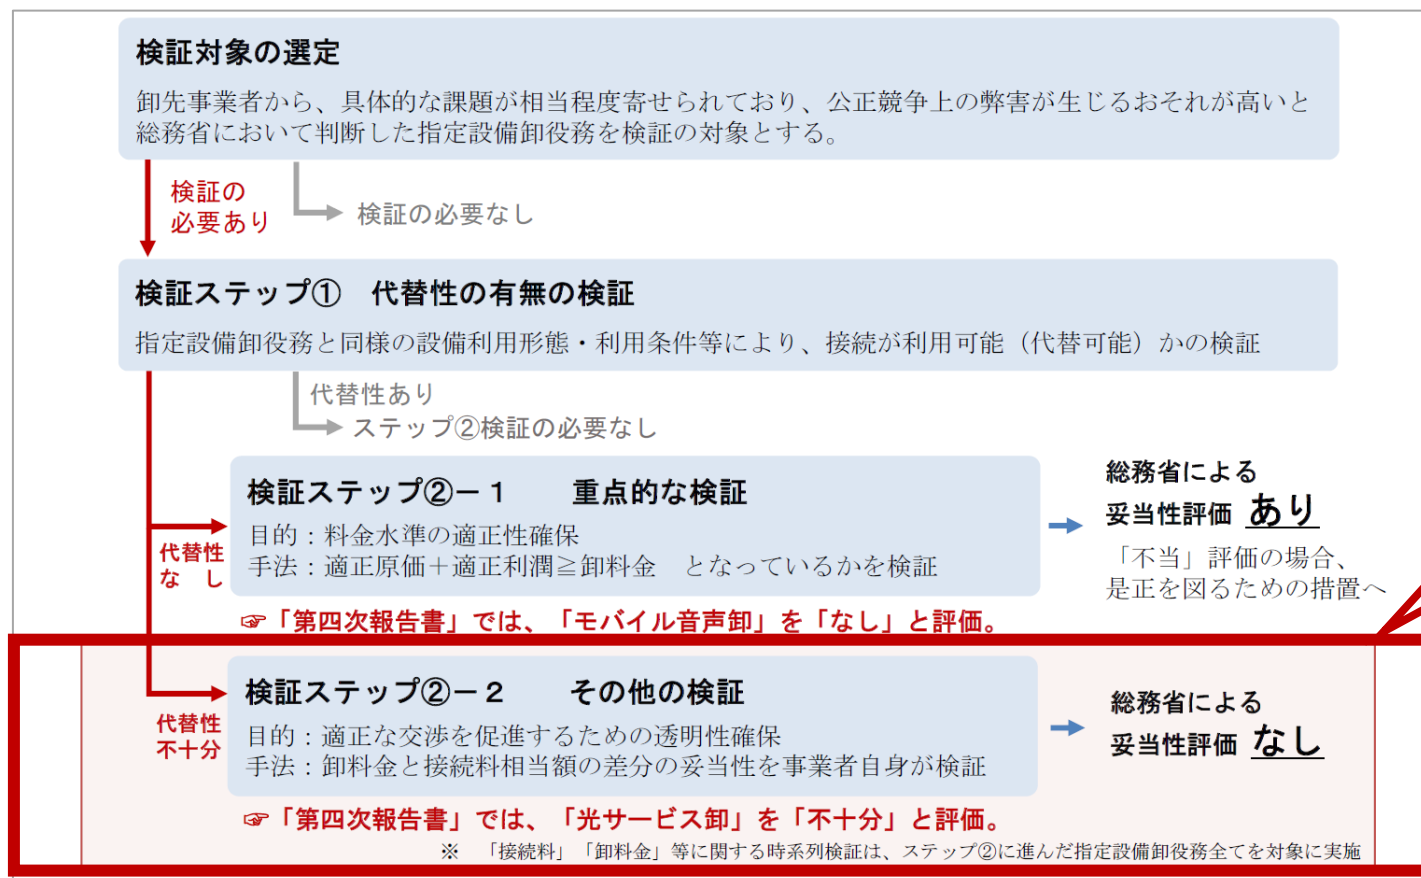 検証対象の選定
卸先事業者から、具体的な課題が相当程度寄せられており、公正競争上の弊害が生じるおそれが高いと
総務省において判断した指定設備卸役務を検証の対象とする。
検証の
必要あり
検証の必要なし
検証ステップ① 代替性の有無の検証
指定設備卸役務と同様の設備利用形態・利用条件等により、接続が利用可能（代替可能）かの検証
代替性あり
ステップ②検証の必要なし
代替性
な し
検証ステップ②－１ 重点的な検証
目的：料金水準の適正性確保
手法：適正原価＋適正利潤≧卸料金 となっているかを検証
総務省による
妥当性評価 あり
「不当」評価の場合、
是正を図るための措置へ
☞「第四次報告書」では、「モバイル音声卸」を「なし」と評価。
代替性
不十分
検証ステップ②－２ その他の検証
目的：適正な交渉を促進するための透明性確保
手法：卸料金と接続料相当額の差分の妥当性を事業者自身が検証
総務省による
妥当性評価 なし
☞「第四次報告書」では、「光サービス卸」を「不十分」と評価。
※ 「接続料」「卸料金」等に関する時系列検証は、ステップ②に進んだ指定設備卸役務全てを対象に実施